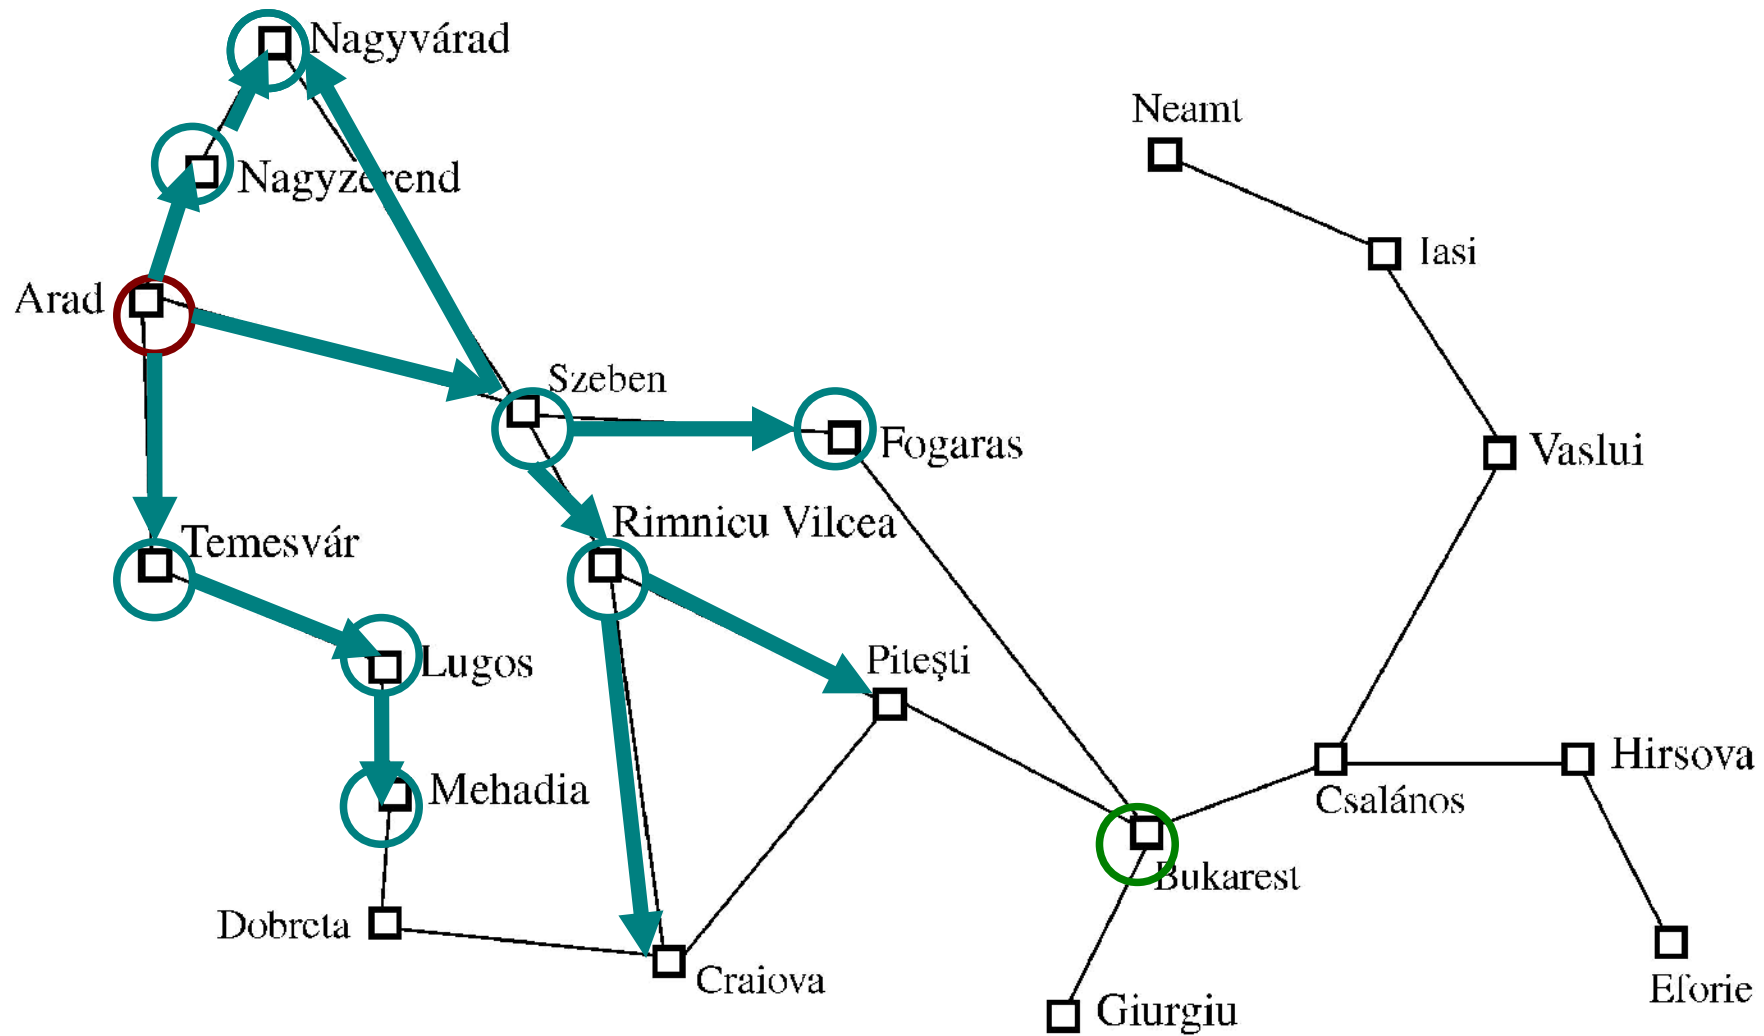 Nagyvárad
Neamt
Nagyzerend
Iasi
Arad
Szeben
Fogaras
Vaslui
Rimnicu Vilcea
Temesvár
Lugos
Piteşti
Hirsova
Mehadia
Csalános
Bukarest
Dobreta
Craiova
Eforie
Giurgiu